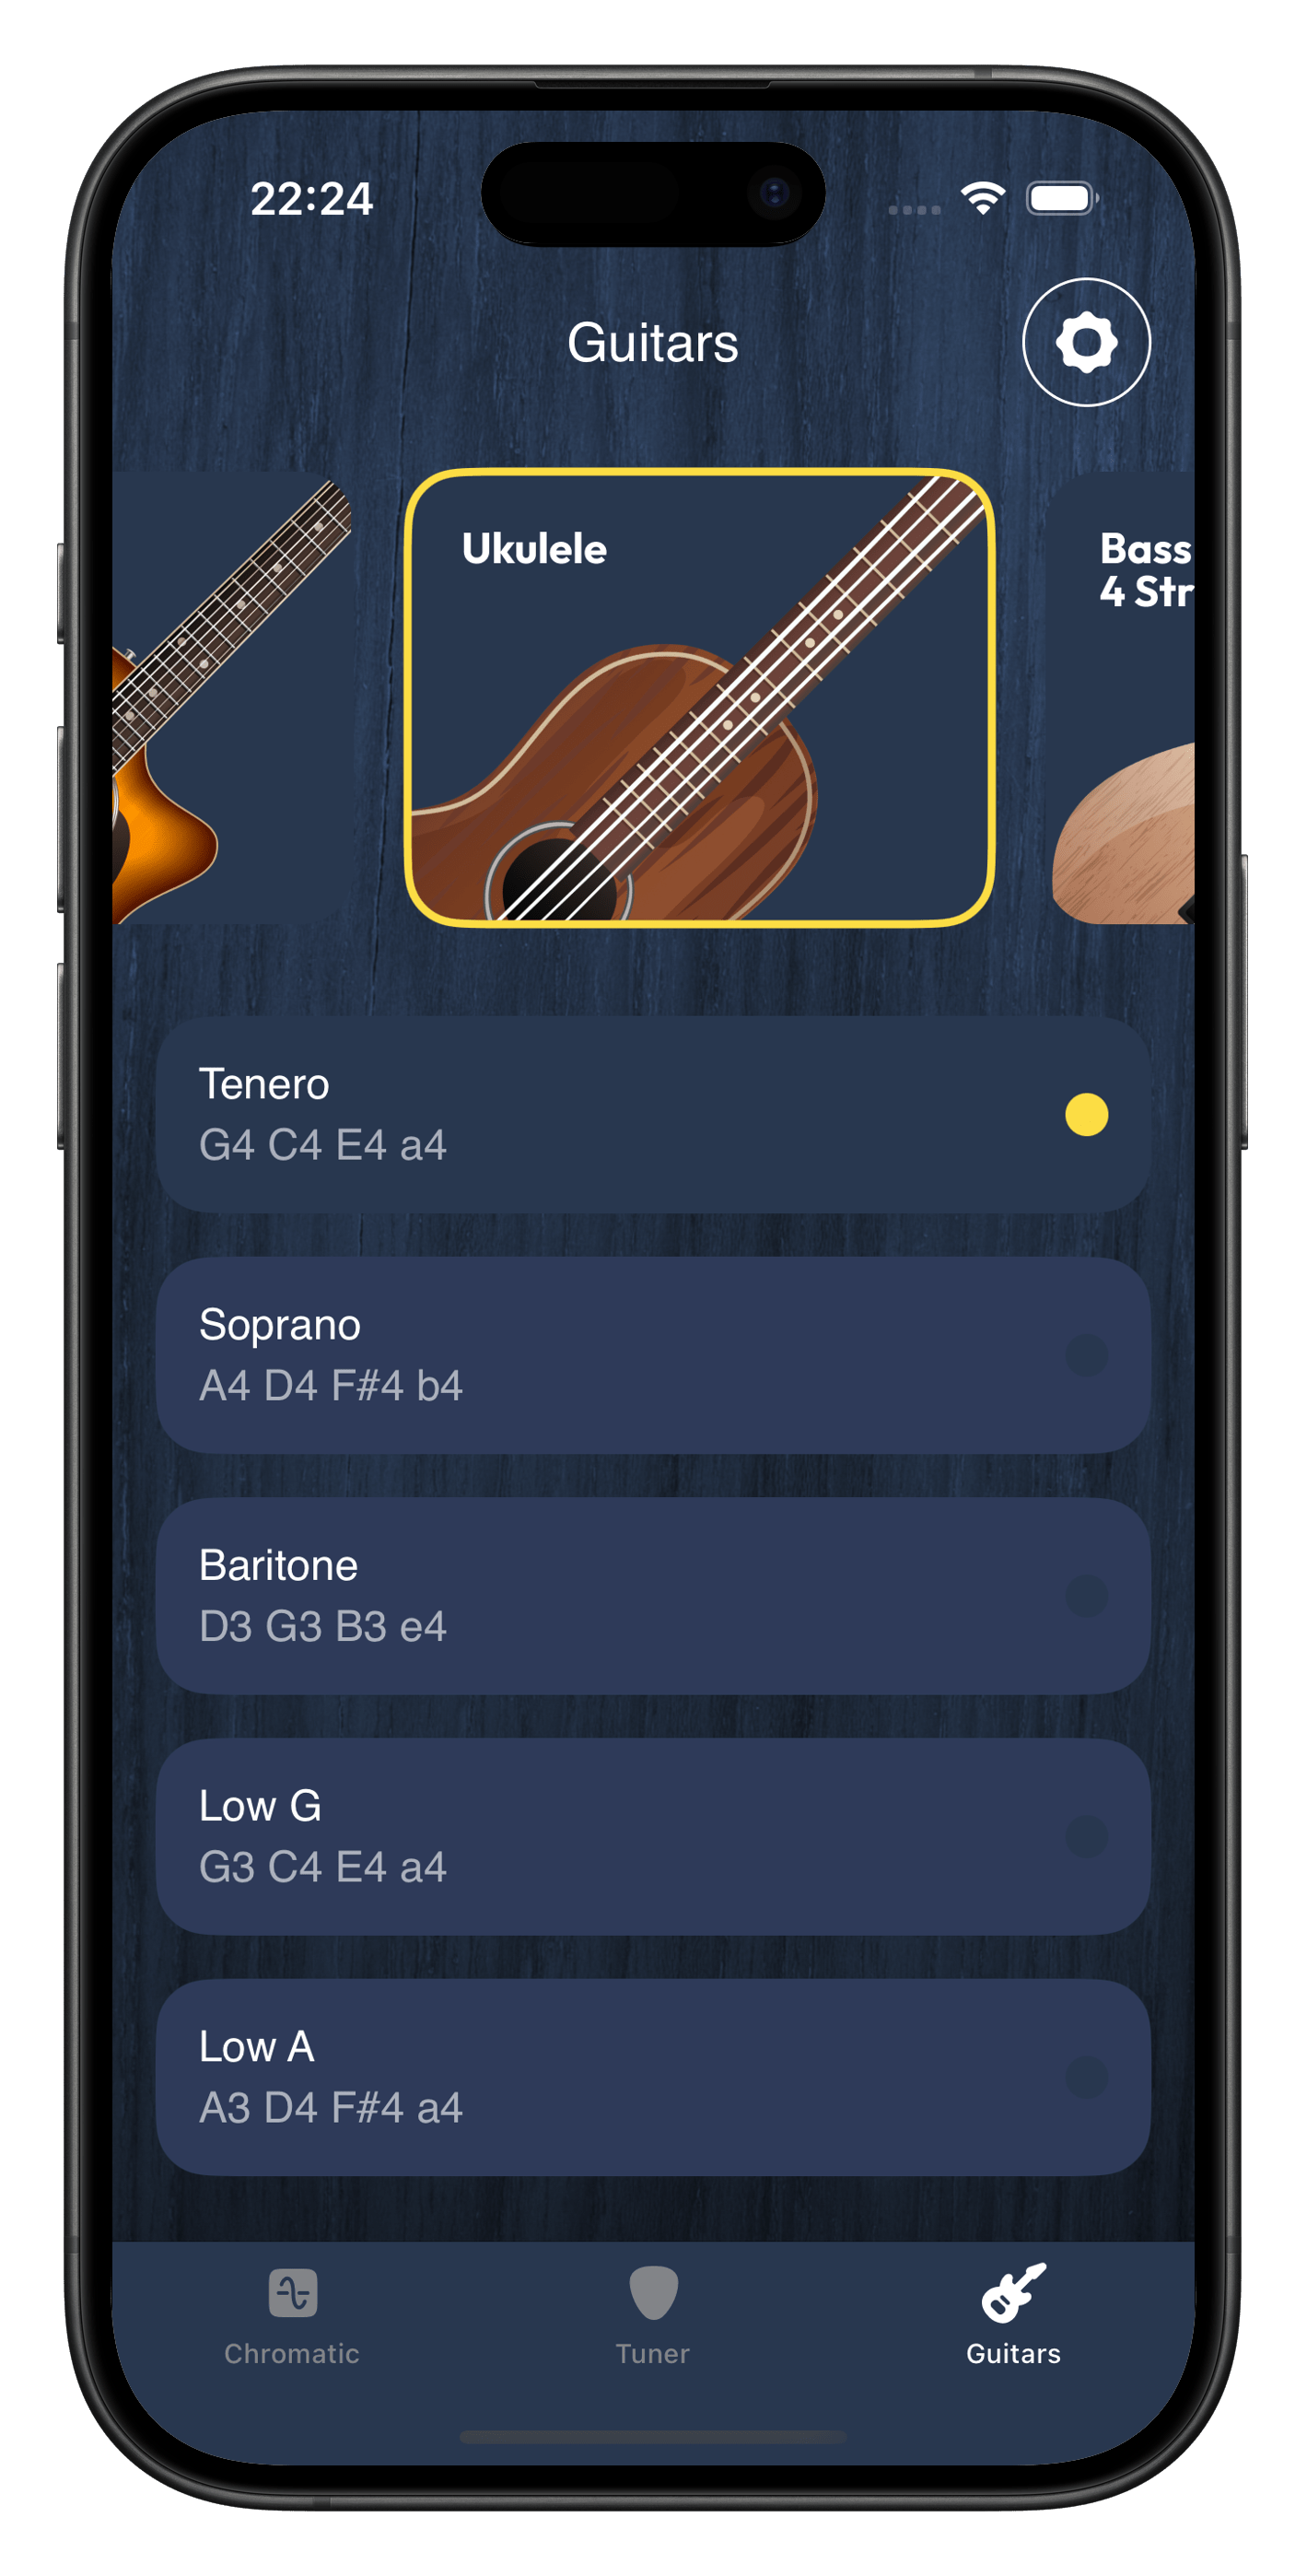 22:24
Guitars
Ukulele
Bass
4 Str
Tenero
G4 C4 E4 a4
Soprano
A4 D4 F#4 b4
Baritone
D3 G3 B3 e4
Low G
G3 C4 E4 a4
Low A
A3 D4 F#4 a4
Chromatic
Tuner
Guitars